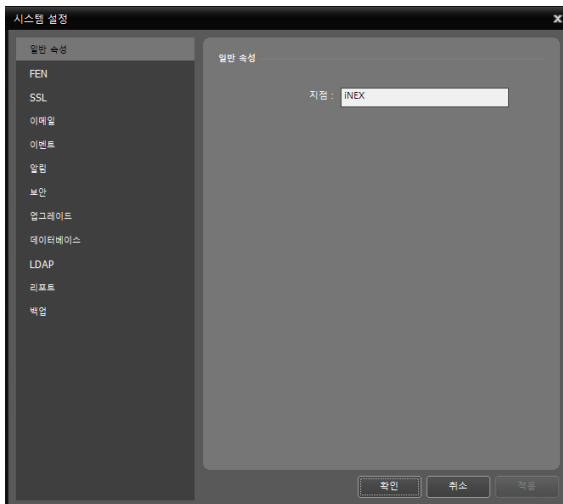 시스템 설정
x
일반 속성
FEN
SSL
이메일
이벤트
알림
보안
업그레이드
데이터베이스
LDAP
리포트
백업
일반 속성
지점 : iNEX
확인 취소 적용